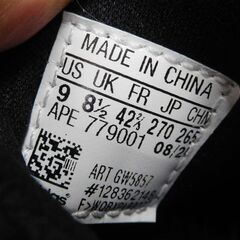 MADE IN CHINA
US UK FR JP CHN
9 8½ 42⅔ 270 265
APE 779001 08/2
ART GW5857